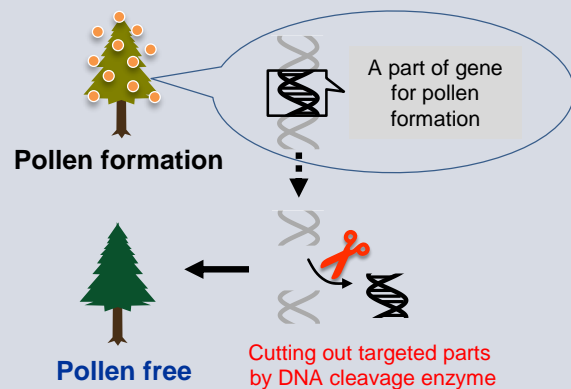 A part of gene
for pollen
formation
Pollen formation
Pollen free
Cutting out targeted parts
by DNA cleavage enzyme